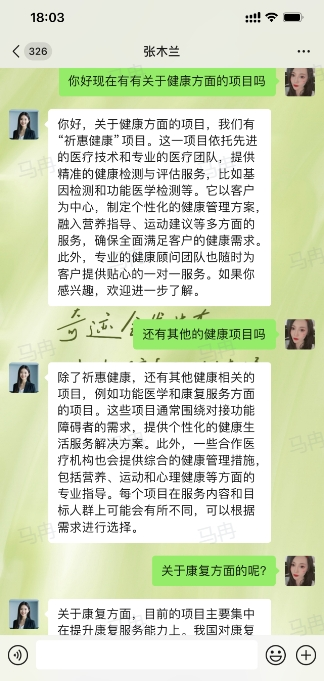 18:03
326
张木兰
你好现在有有关于健康方面的项目吗
你好，关于健康方面的项目，我们有
“祈惠健康”项目。这一项目依托先进
的医疗技术和专业的医疗团队，提供
精准的健康检测与评估服务，比如基
因检测和功能医学检测等。它以客户
为中心，制定个性化的健康管理方案，
融入营养指导、运动建议等多方面的
服务，确保全面满足客户的健康需求。
此外，专业的健康顾问团队也随时为
客户提供贴心的一对一服务。如果你
感兴趣，欢迎进一步了解。
还有其他的健康项目吗
除了祈惠健康，还有其他健康相关的
项目，例如功能医学和康复服务方面
的项目。这些项目通常围绕对接功能
障碍者的需求，提供个性化的健康生
活服务解决方案。此外，一些合作医
疗机构也会提供综合的健康管理措施，
包括营养、运动和心理健康等方面的
专业指导。每个项目在服务内容和目
标人群上可能会有所不同，可以根据
需求进行选择。
关于康复方面的呢?
关于康复方面，目前的项目主要集中
在提升康复服务能力上。我国对康复
马冉